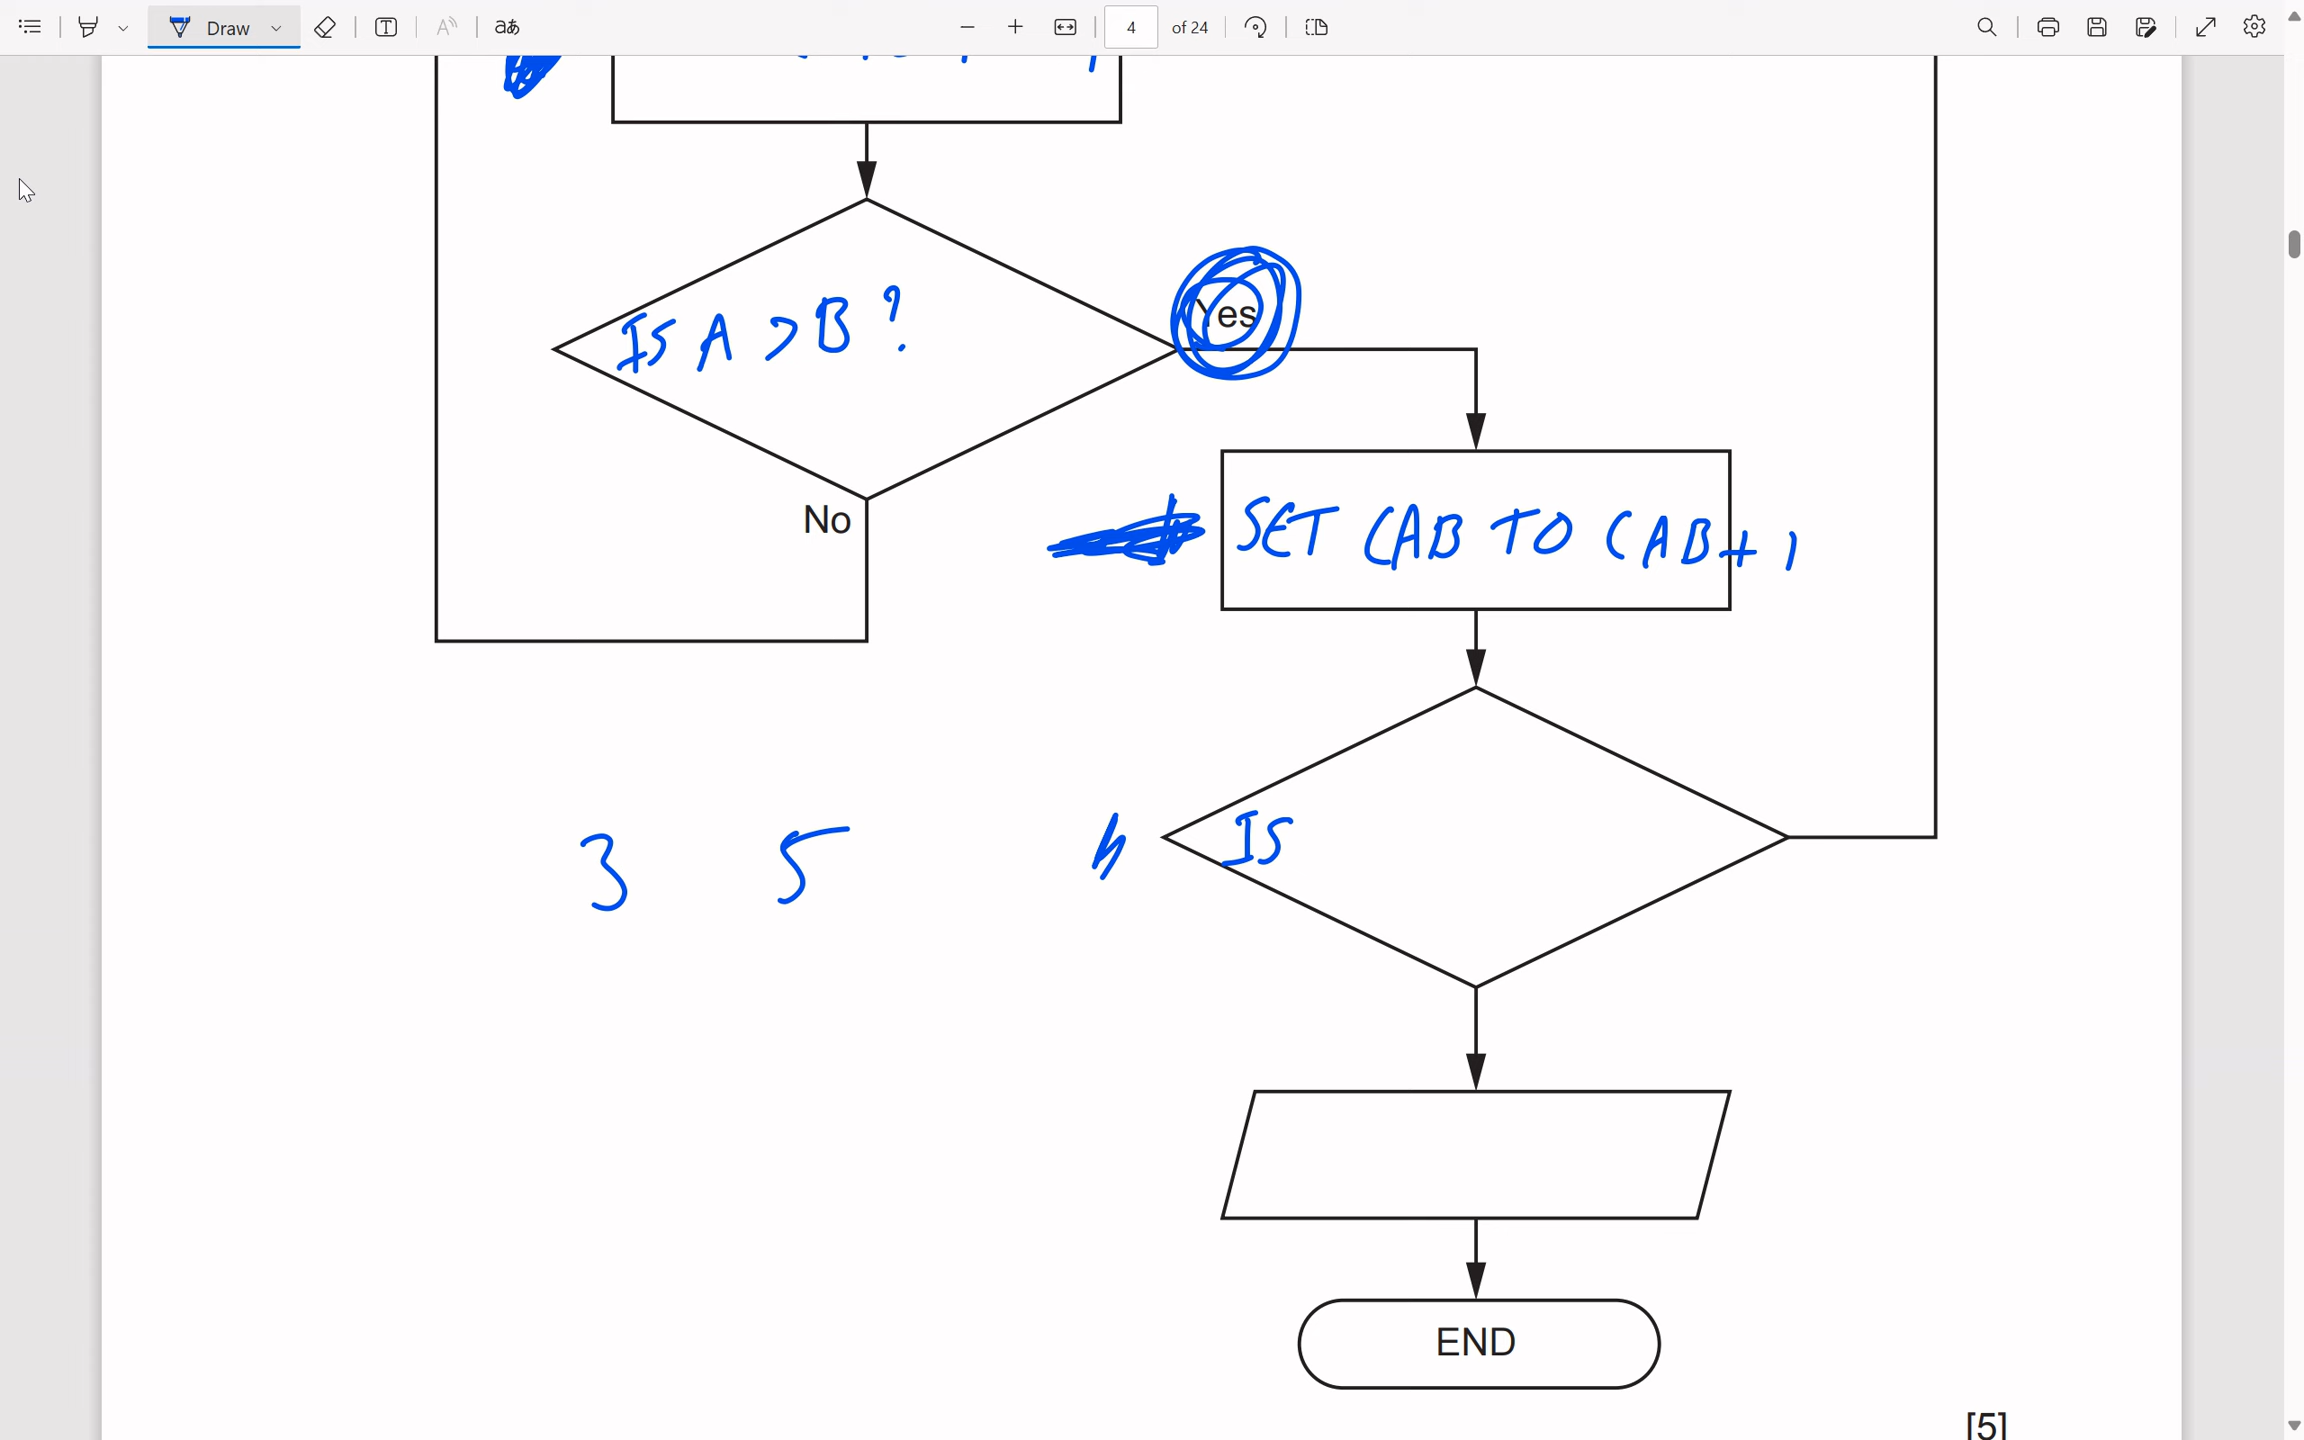 Draw
4 of 24
IS A > B ?
Yes
No
SET CAB TO CAB + 1
3 5
IS
END
[5]